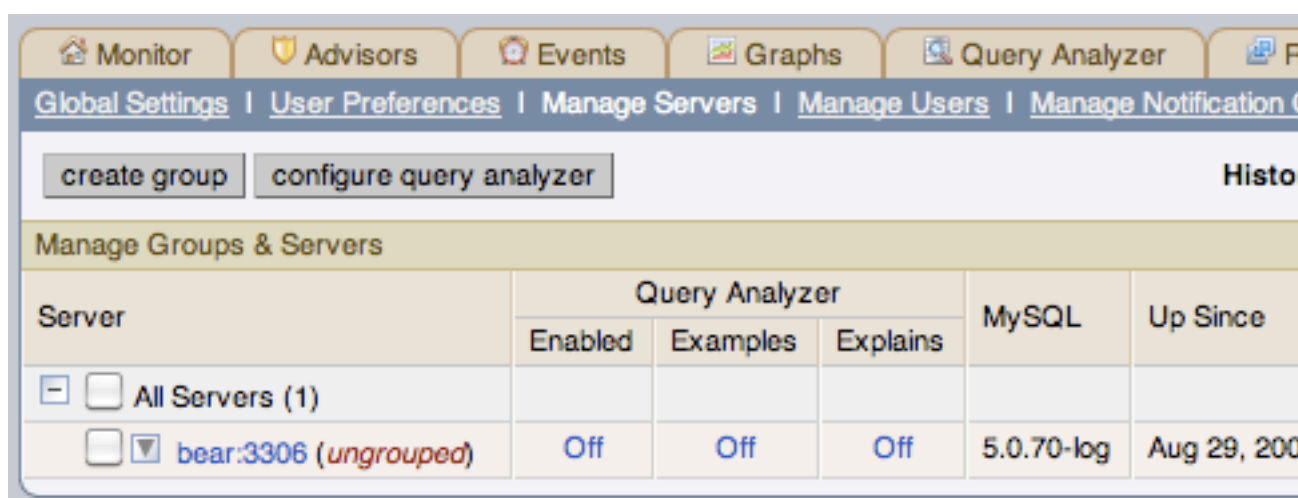 Monitor Advisors Events Graphs Query Analyzer
Global Settings | User Preferences | Manage Servers | Manage Users | Manage Notification
create group configure query analyzer
Manage Groups & Servers
Server Query Analyzer MySQL Up Since
Enabled Examples Explains
All Servers (1)
bear:3306 (ungrouped) Off Off Off 5.0.70-log Aug 29, 200